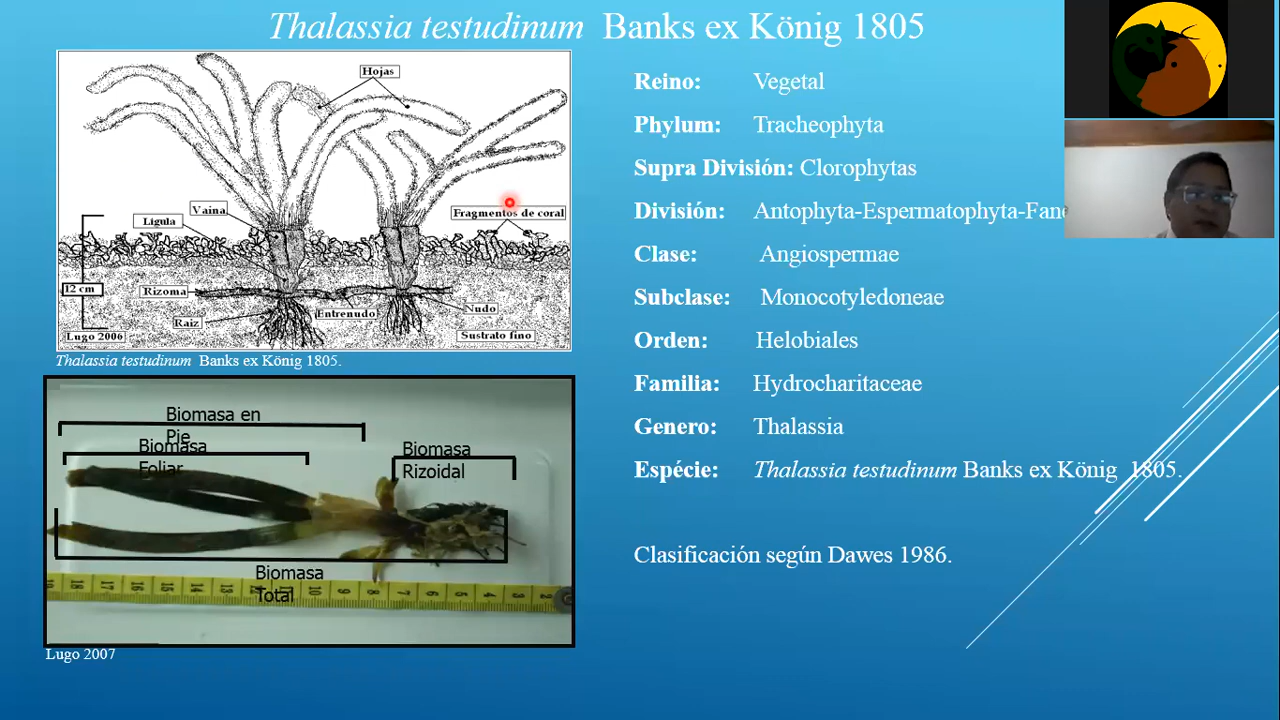 Thalassia testudinum Banks ex König 1805
Hojas
Vaina
Fragmentos de coral
Ligula
12 cm
Rizoma
Nudo
Entrenudo
Raiz
Lugo 2006
Sustrato fino
Thalassia testudinum Banks ex König 1805.
Biomasa en
Pie
Biomasa
Foliar
Biomasa
Rizoidal
Biomasa
Total
Lugo 2007
Reino: Vegetal
Phylum: Tracheophyta
Supra División: Clorophytas
División: Antophyta-Espermatophyta-Fane
Clase: Angiospermae
Subclase: Monocotyledoneae
Orden: Helobiales
Familia: Hydrocharitaceae
Genero: Thalassia
Espécie: Thalassia testudinum Banks ex König 1805.
Clasificación según Dawes 1986.